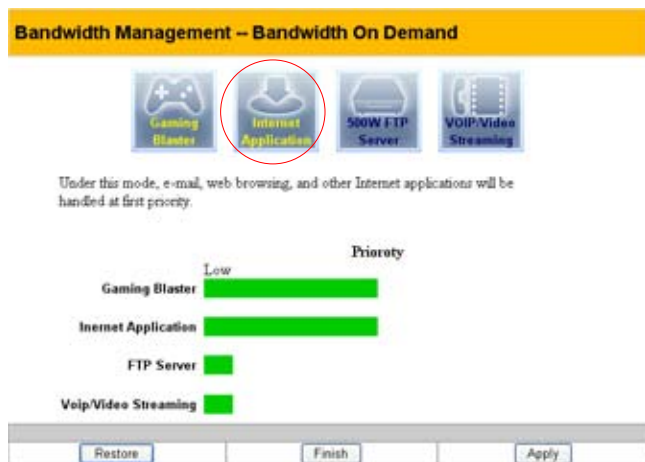 Bandwidth Management -- Bandwidth On Demand
Gaming Blaster
Internet Application
500W FTP Server
VOIP/Video Streaming
Under this mode, e-mail, web browsing, and other Internet applications will be
handled at first priority.
Prioroty
Low
Gaming Blaster
Inernet Application
FTP Server
Voip/Video Streaming
Restore
Finish
Apply